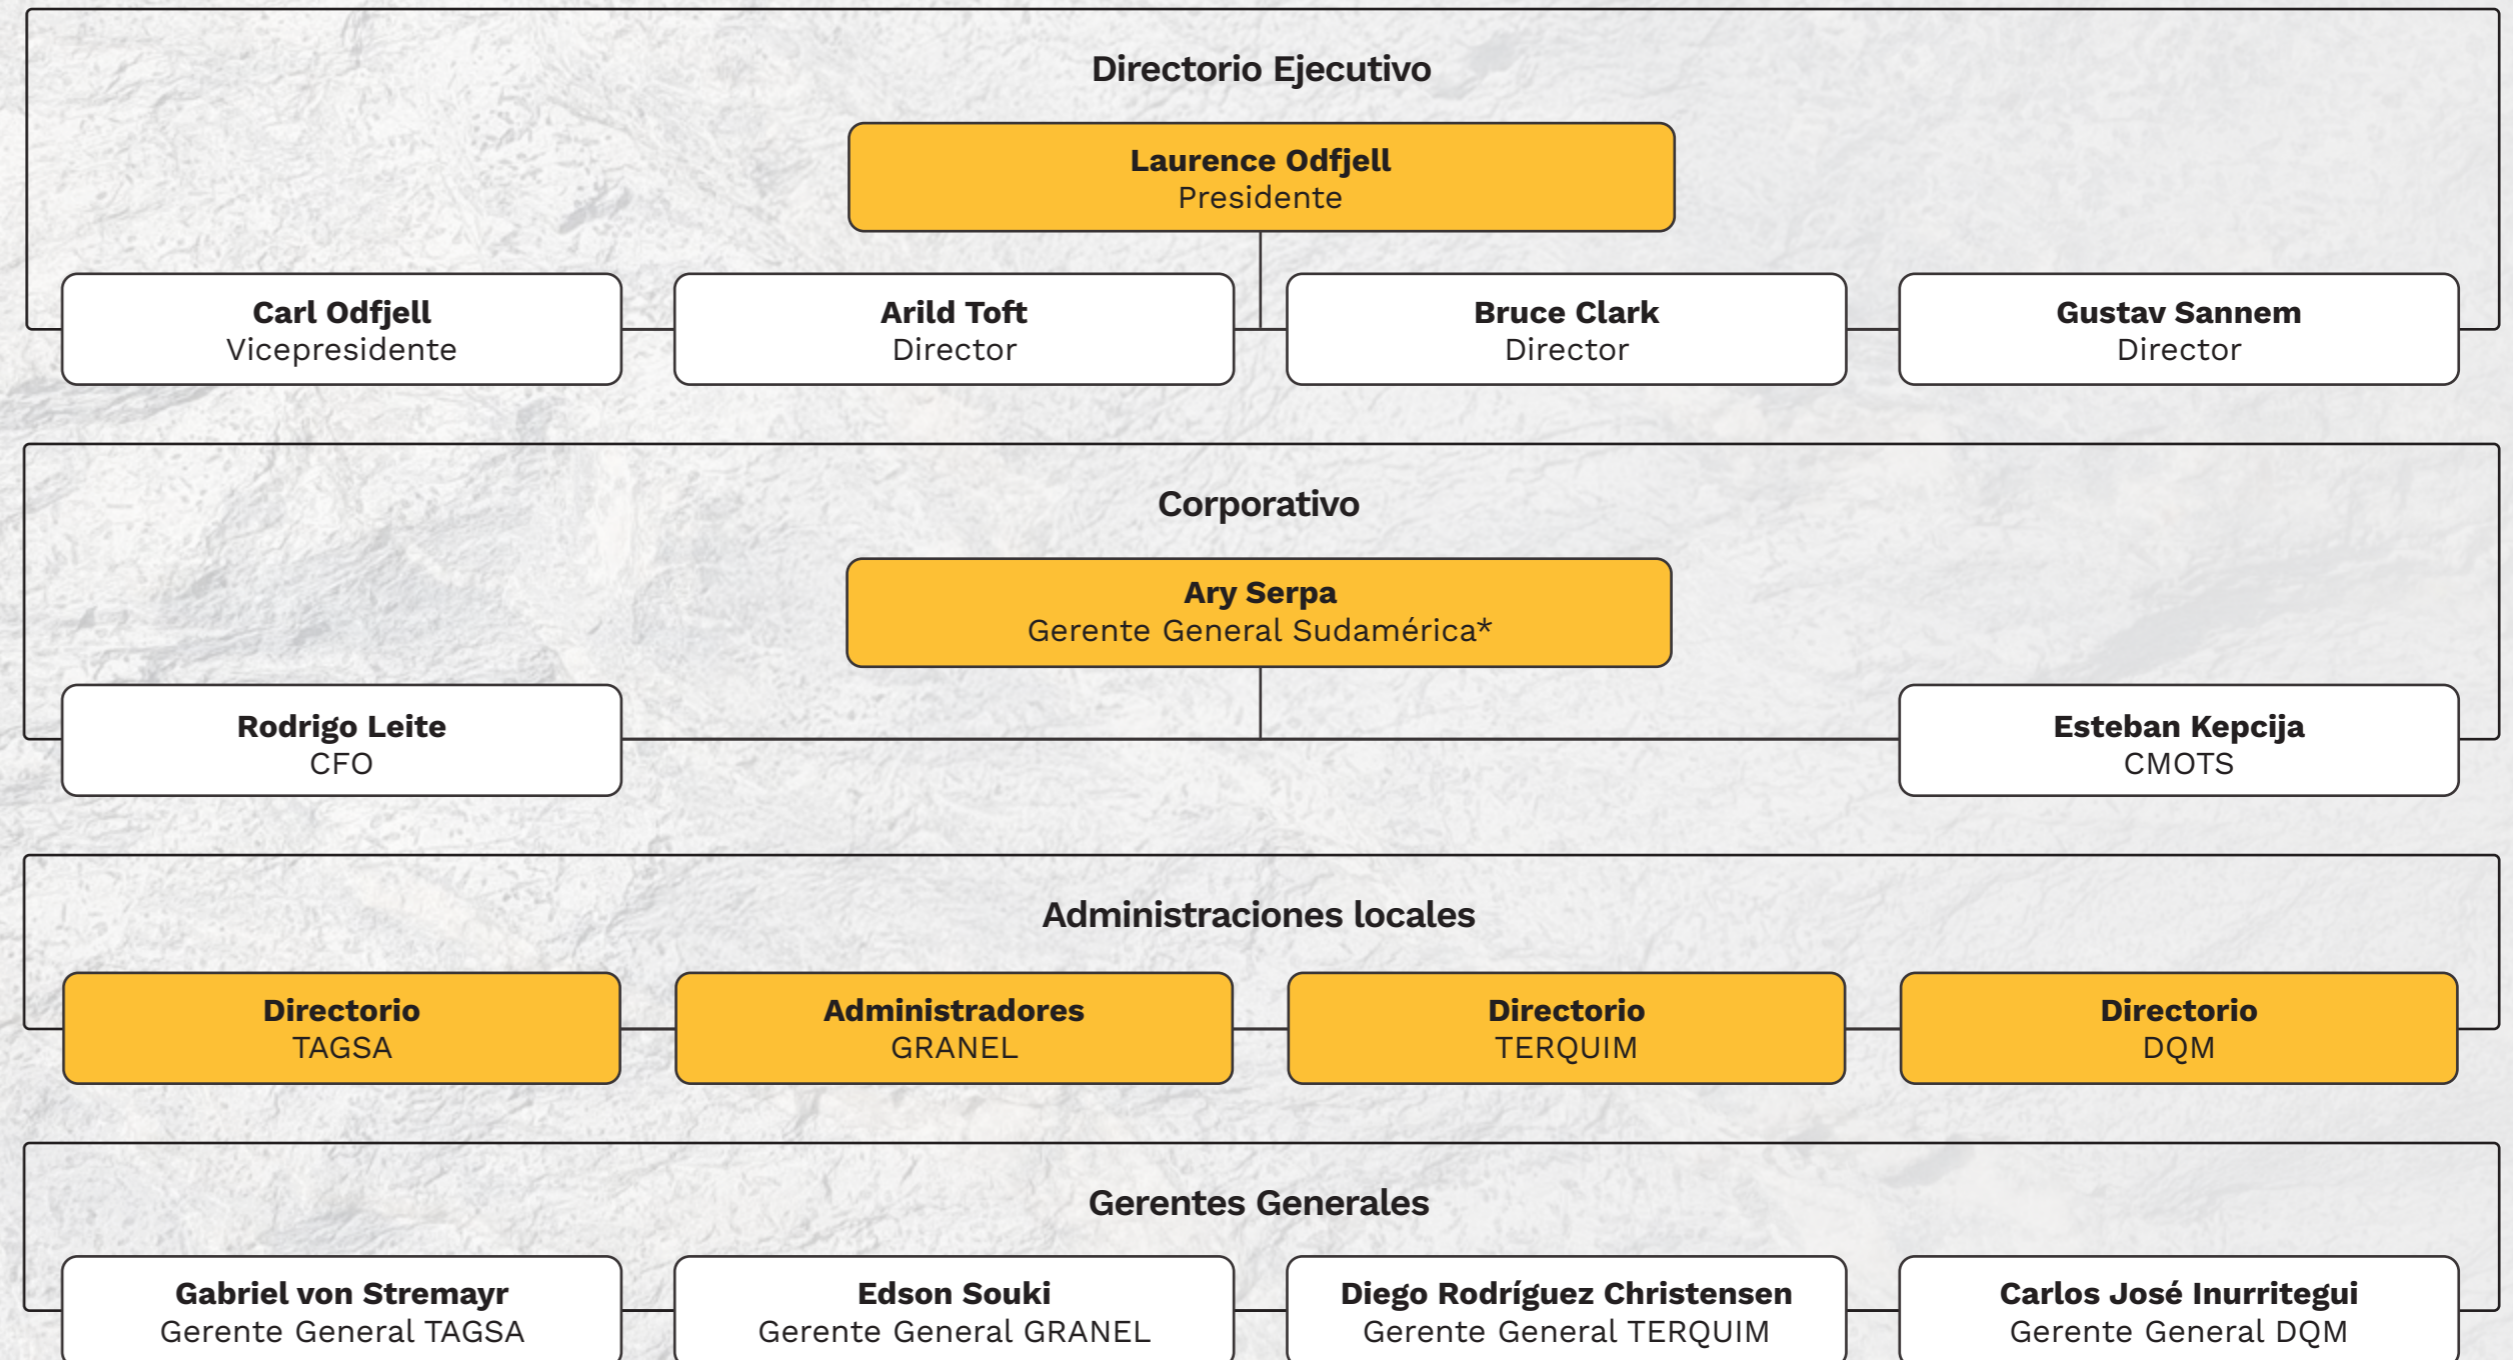 Directorio Ejecutivo
Laurence Odfjell
Presidente
Carl Odfjell
Vicepresidente
Arild Toft
Director
Bruce Clark
Director
Gustav Sannem
Director
Corporativo
Ary Serpa
Gerente General Sudamérica*
Rodrigo Leite
CFO
Esteban Kepcija
CMOTS
Administraciones locales
Directorio
TAGSA
Administradores
GRANEL
Directorio
TERQUIM
Directorio
DQM
Gerentes Generales
Gabriel von Stremayr
Gerente General TAGSA
Edson Souki
Gerente General GRANEL
Diego Rodríguez Christensen
Gerente General TERQUIM
Carlos José Inurritegui
Gerente General DQM